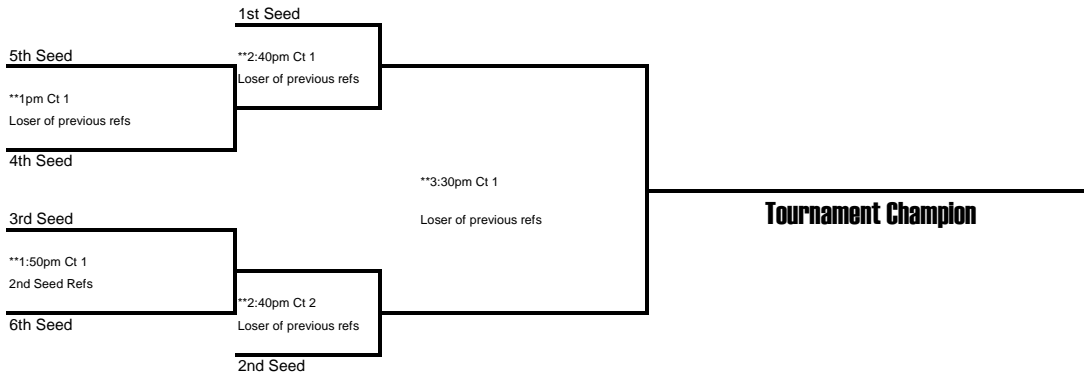 1st Seed
5th Seed
**2:40pm Ct 1
Loser of previous refs
**1pm Ct 1
Loser of previous refs
4th Seed
**3:30pm Ct 1
Loser of previous refs
Tournament Champion
3rd Seed
**1:50pm Ct 1
2nd Seed Refs
**2:40pm Ct 2
Loser of previous refs
6th Seed
2nd Seed